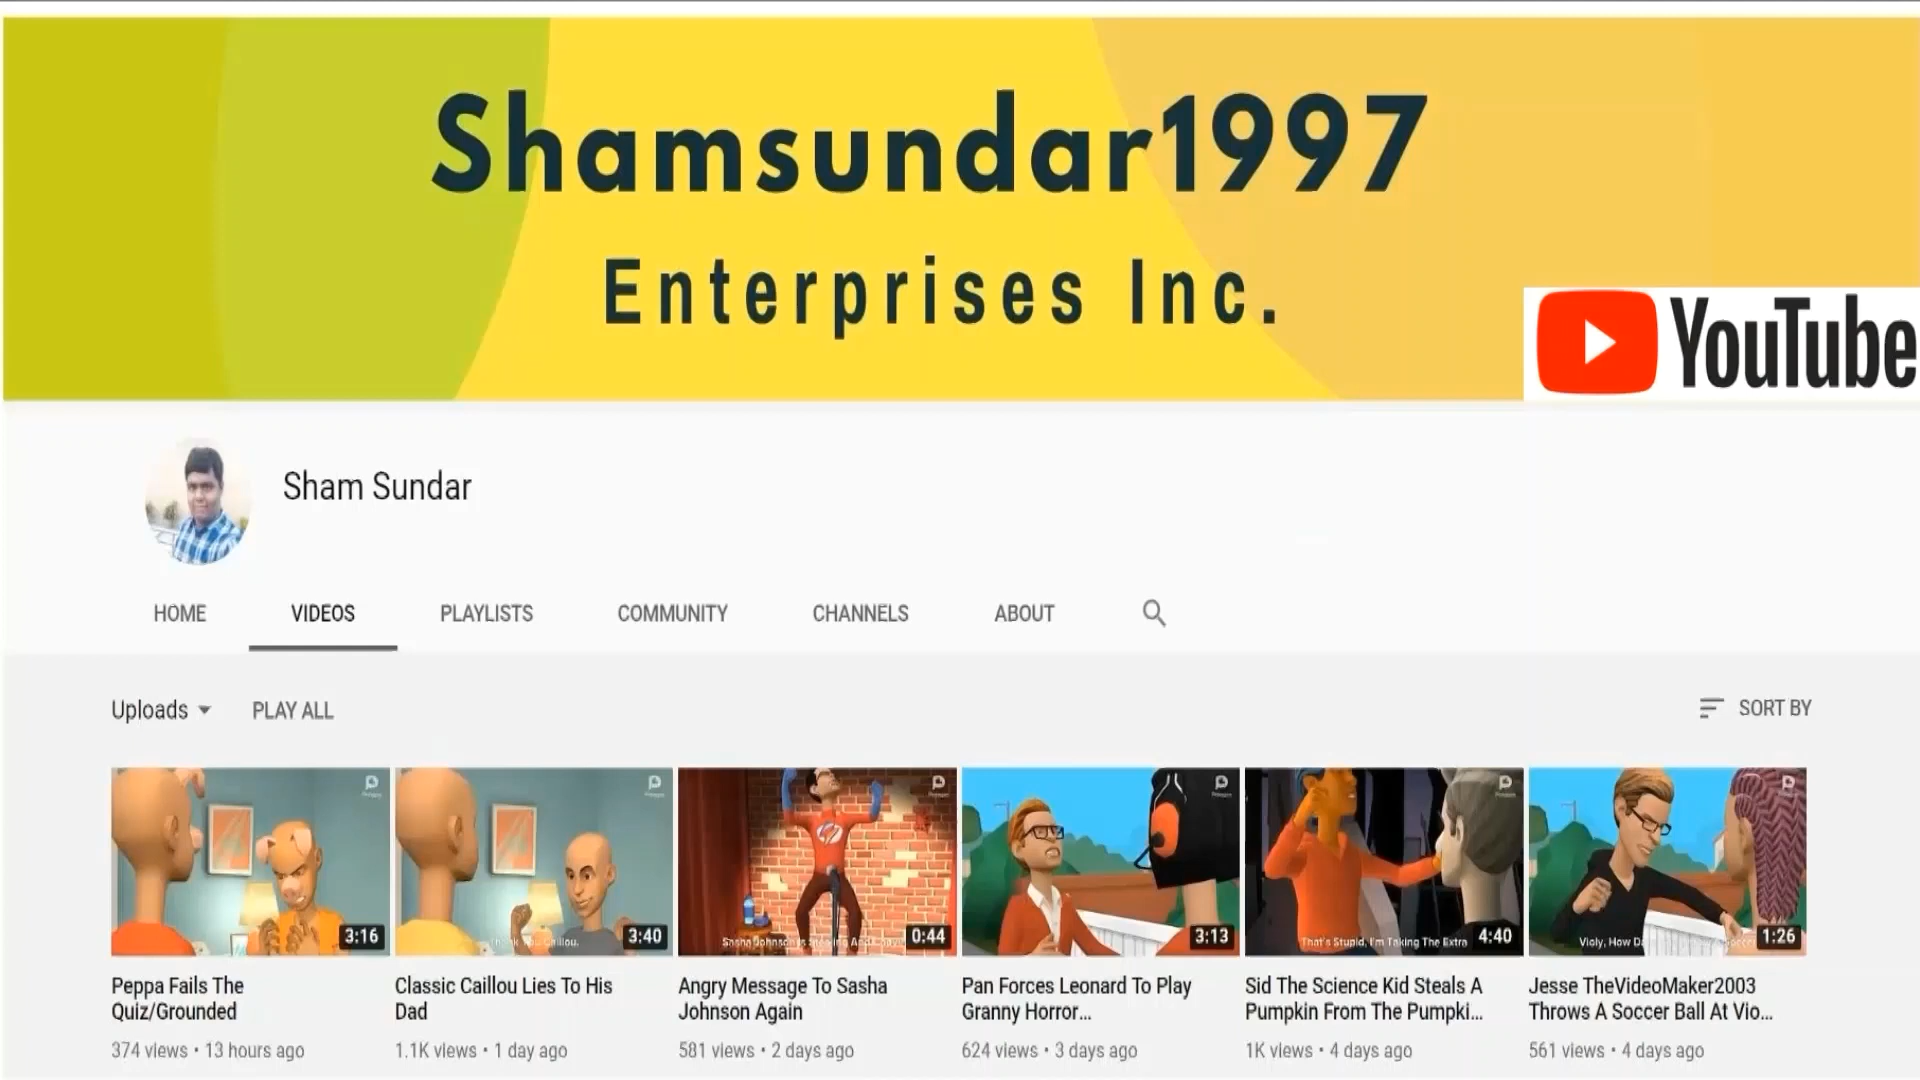 Shamsundar1997
Enterprises Inc.
YouTube
Sham Sundar
HOME VIDEOS PLAYLISTS COMMUNITY CHANNELS ABOUT
Uploads PLAY ALL SORT BY
3:16 3:40 0:44 3:13 4:40 1:26
That's Stupid, I'm Taking The Extra
Peppa Fails The
Quiz/Grounded
374 views • 13 hours ago
Classic Caillou Lies To His
Dad
1.1K views • 1 day ago
Angry Message To Sasha
Johnson Again
581 views • 2 days ago
Pan Forces Leonard To Play
Granny Horror...
624 views • 3 days ago
Sid The Science Kid Steals A
Pumpkin From The Pumpki...
1K views • 4 days ago
Jesse TheVideoMaker2003
Throws A Soccer Ball At Vio...
561 views • 4 days ago